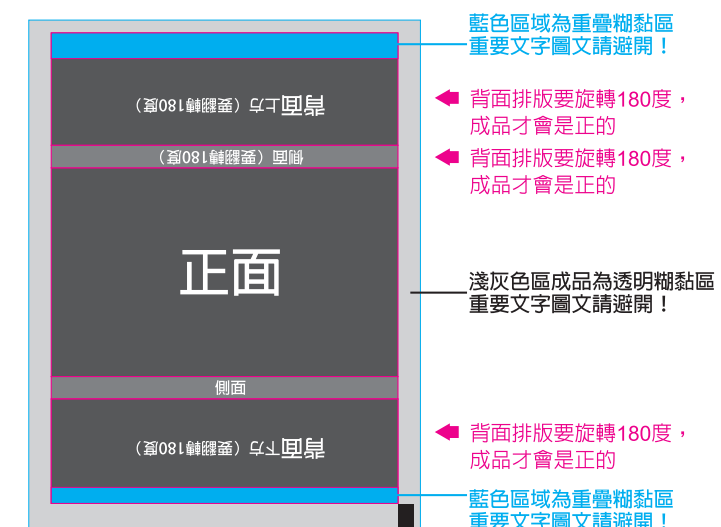 藍色區域為重疊糊黏區
重要文字圖文請避開！
背面上方（要翻轉180度）
背面排版要旋轉180度，
成品才會是正的
側面（要翻轉180度）
背面排版要旋轉180度，
成品才會是正的
正面
淺灰色區成品為透明糊黏區
重要文字圖文請避開！
側面
背面下方（要翻轉180度）
背面排版要旋轉180度，
成品才會是正的
藍色區域為重疊糊黏區
重要文字圖文請避開！